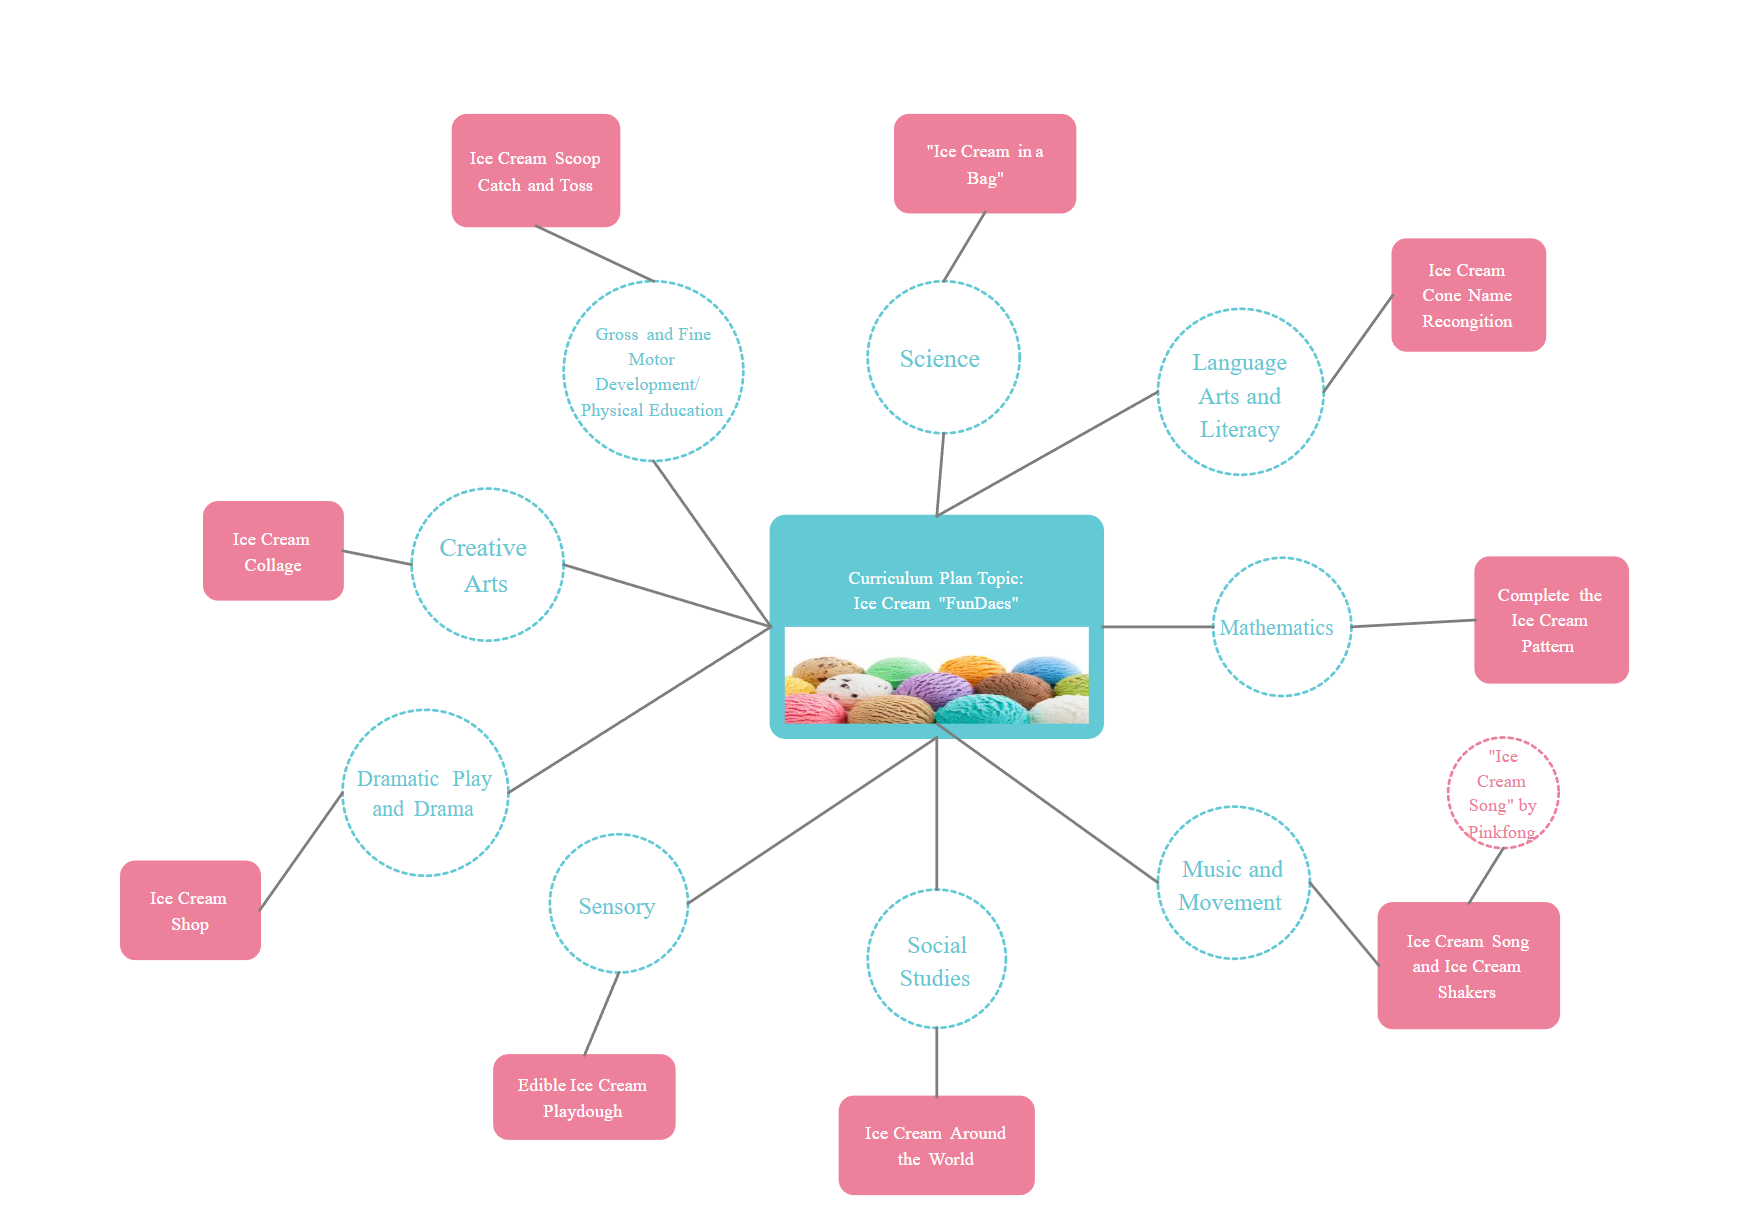 Ice Cream Scoop
Catch and Toss
"Ice Cream in a
Bag"
Ice Cream
Cone Name
Recongition
Gross and Fine
Motor
Development/
Physical Education
Science
Language
Arts and
Literacy
Ice Cream
Collage
Creative
Arts
Curriculum Plan Topic:
Ice Cream "FunDaes"
Mathematics
Complete the
Ice Cream
Pattern
Dramatic Play
and Drama
"Ice
Cream
Song" by
Pinkfong
Ice Cream
Shop
Sensory
Social
Studies
Music and
Movement
Ice Cream Song
and Ice Cream
Shakers
Edible Ice Cream
Playdough
Ice Cream Around
the World